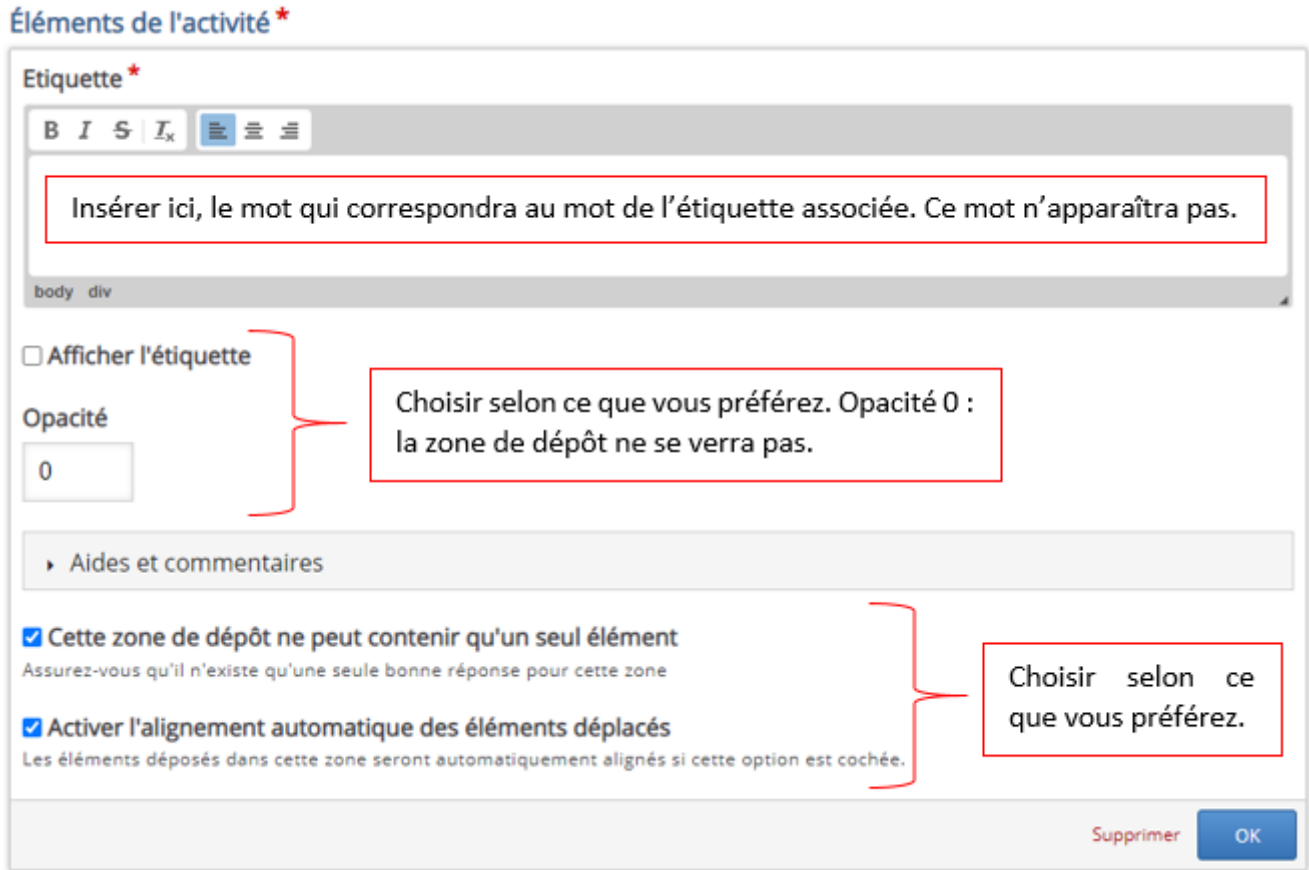 Éléments de l'activité *
Etiquette *
B I S Ix
Insérer ici, le mot qui correspondra au mot de l’étiquette associée. Ce mot n’apparaîtra pas.
body div
Afficher l'étiquette
Opacité
0
Choisir selon ce que vous préférez. Opacité 0 :
la zone de dépôt ne se verra pas.
Aides et commentaires
Cette zone de dépôt ne peut contenir qu'un seul élément
Assurez-vous qu'il n'existe qu'une seule bonne réponse pour cette zone
Activer l'alignement automatique des éléments déplacés
Les éléments déposés dans cette zone seront automatiquement alignés si cette option est cochée.
Choisir selon ce
que vous préférez.
Supprimer OK